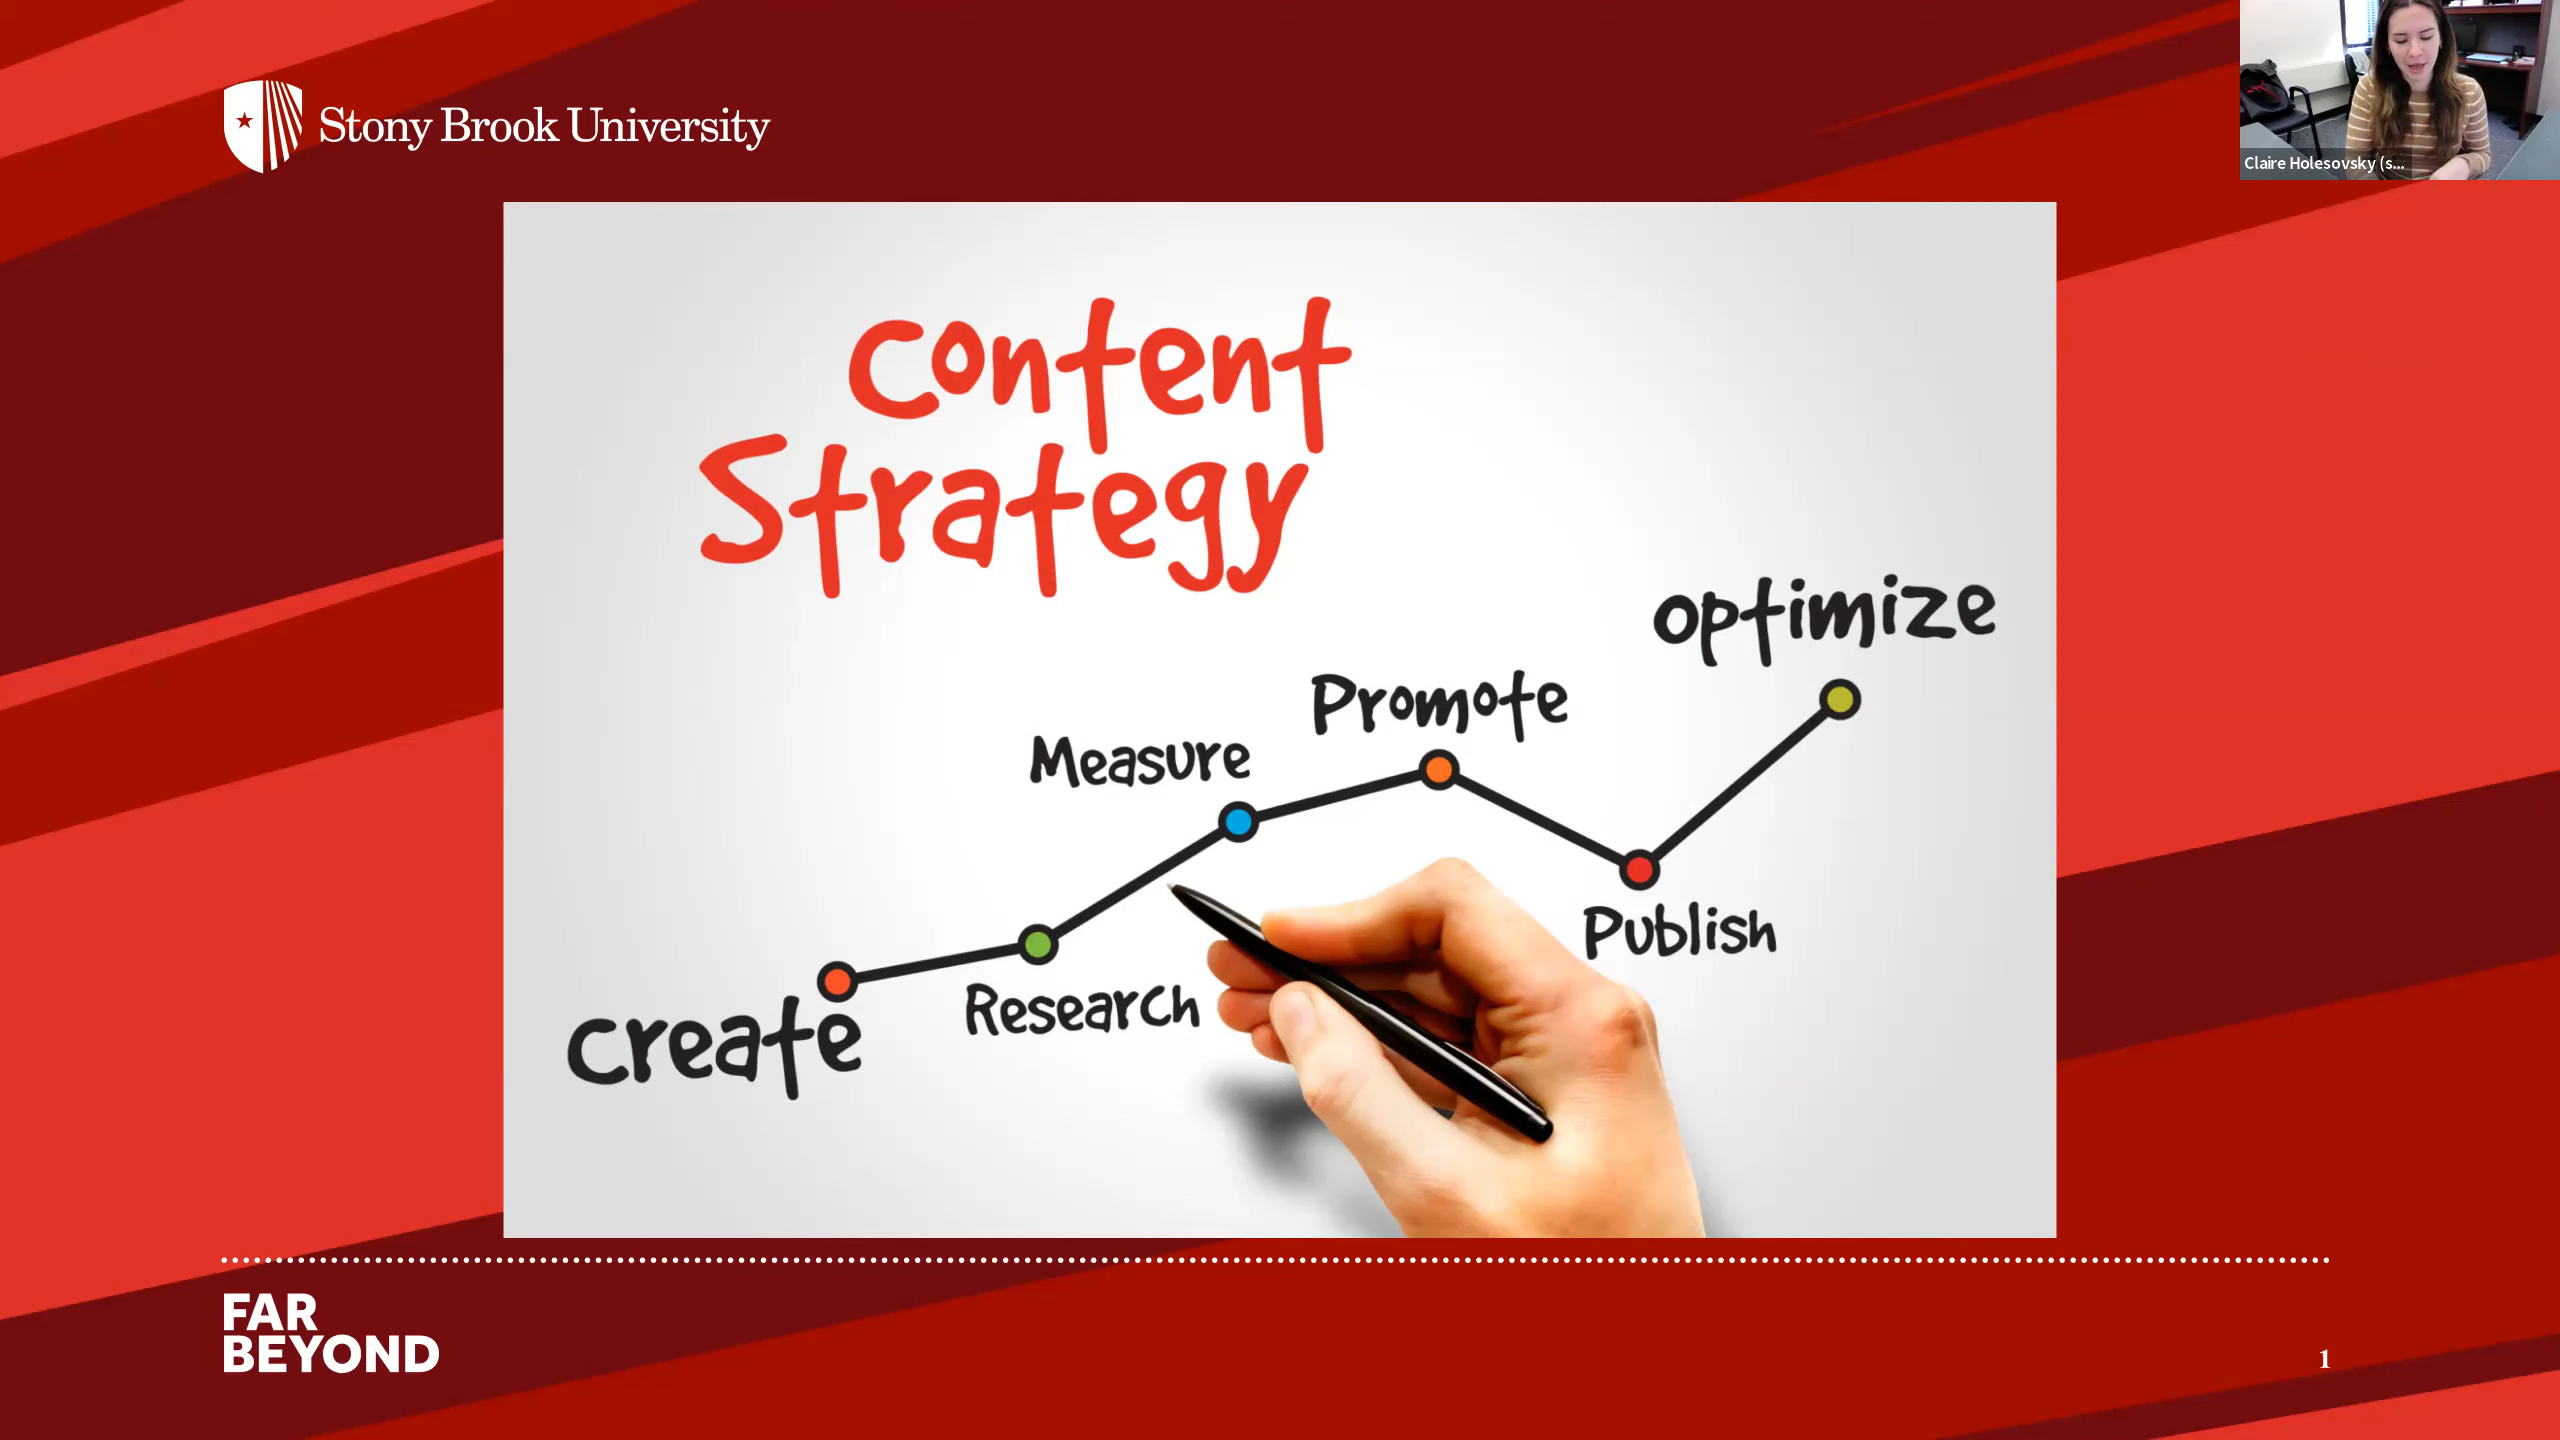 Stony Brook University
Claire Holesovsky (s...
Content
Strategy
optimize
Promote
Measure
Publish
Research
create
FAR
BEYOND
1